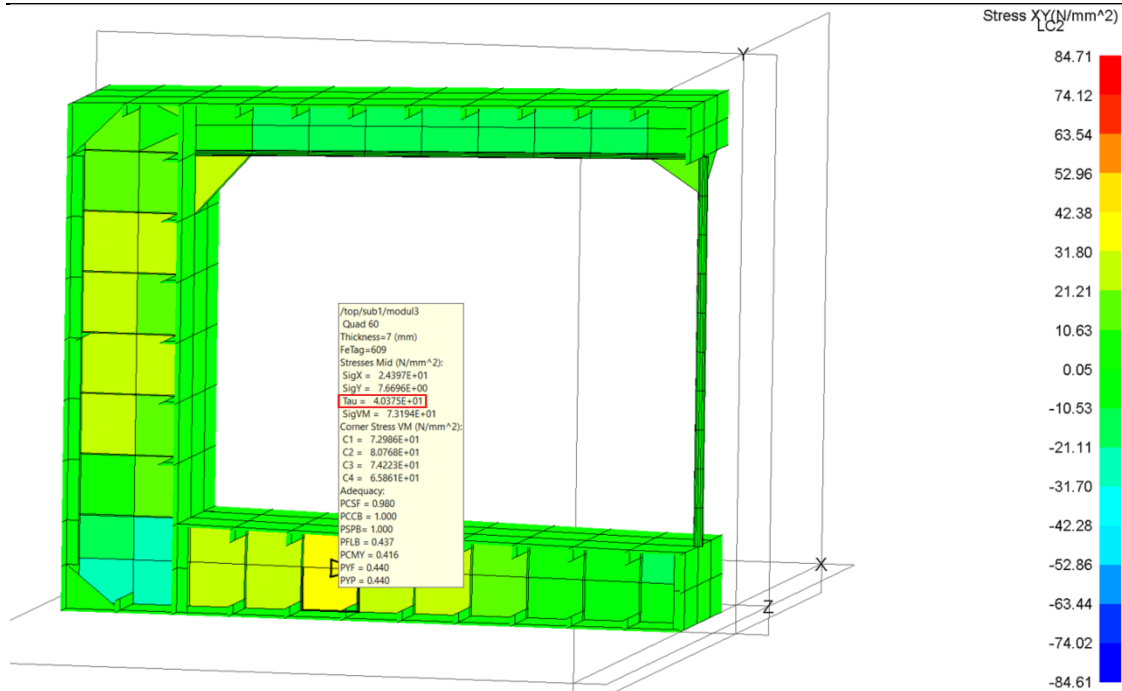 Stress XY(N/mm^2)
LC2
84.71
74.12
63.54
52.96
42.38
31.80
21.21
10.63
0.05
-10.53
-21.11
-31.70
-42.28
-52.86
-63.44
-74.02
-84.61
Y
X
Z
/top/sub1/modul3
Quad 60
Thickness=7 (mm)
FeTag=609
Stresses Mid (N/mm^2):
SigX = 2.4397E+01
SigY = 7.6696E+00
Tau = 4.0375E+01
SigVM = 7.3194E+01
Corner Stress VM (N/mm^2):
C1 = 7.2986E+01
C2 = 8.0768E+01
C3 = 7.4223E+01
C4 = 6.5861E+01
Adequacy:
PCSF = 0.980
PCCB = 1.000
PSPB= 1.000
PFLB = 0.437
PCMY = 0.416
PYF = 0.440
PYP = 0.440